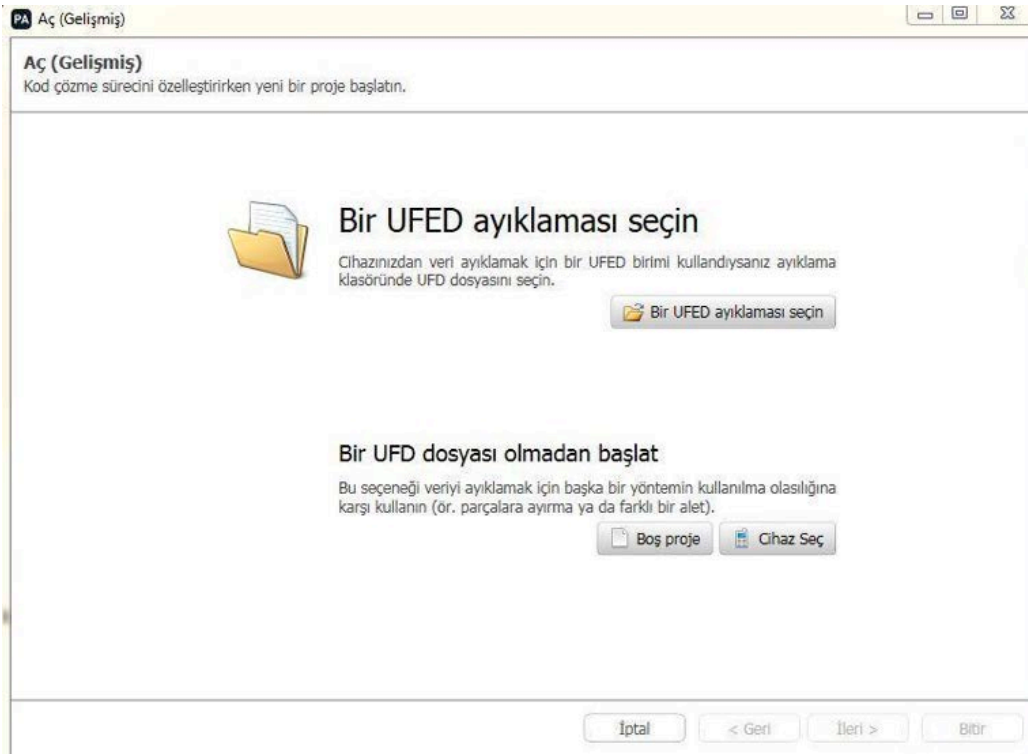 PA Aç (Gelişmiş)
Aç (Gelişmiş)
Kod çözme sürecini özelleştirirken yeni bir proje başlatın.
Bir UFED ayıklaması seçin
Cihazınızdan veri ayıklamak için bir UFED birimi kullandıysanız ayıklama
klasöründe UFD dosyasını seçin.
Bir UFED ayıklaması seçin
Bir UFD dosyası olmadan başlat
Bu seçeneği veriyi ayıklamak için başka bir yöntemin kullanılma olasılığına
karşı kullanın (ör. parçalara ayırma ya da farklı bir alet).
Boş proje Cihaz Seç
İptal < Geri İleri > Bitir